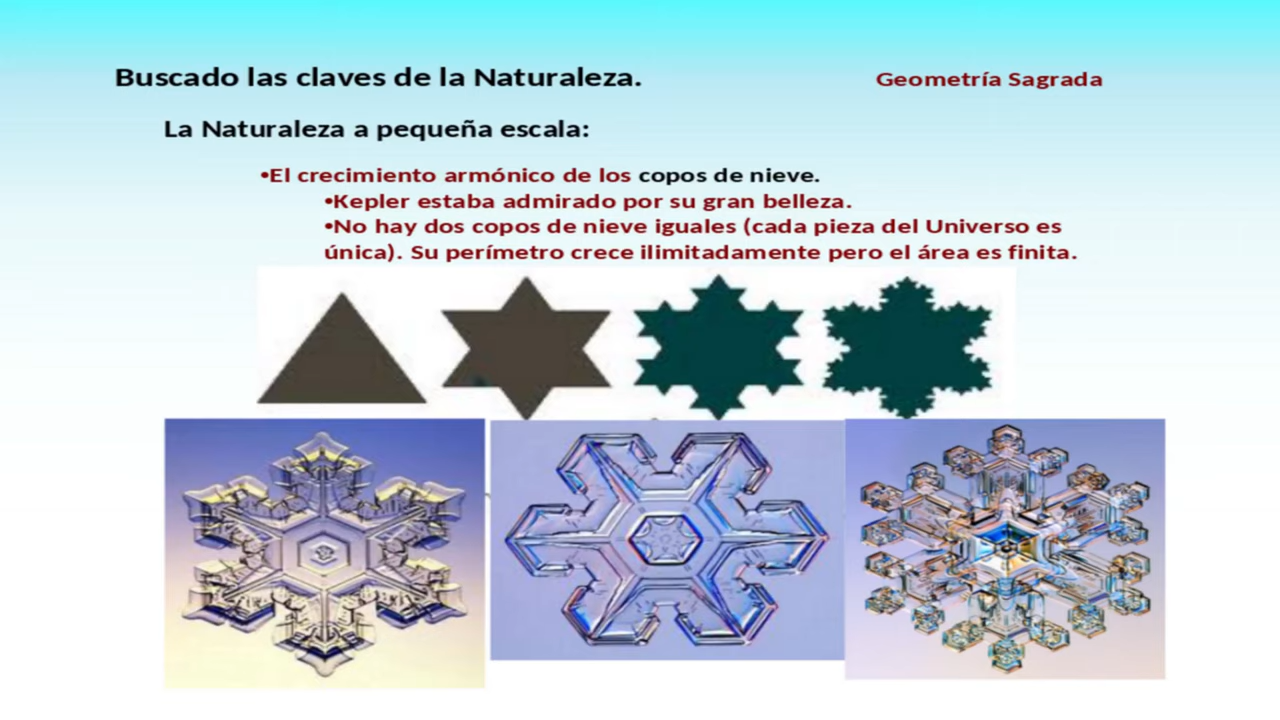 Buscado las claves de la Naturaleza.
Geometría Sagrada
La Naturaleza a pequeña escala:
•El crecimiento armónico de los copos de nieve.
•Kepler estaba admirado por su gran belleza.
•No hay dos copos de nieve iguales (cada pieza del Universo es
única). Su perímetro crece ilimitadamente pero el área es finita.